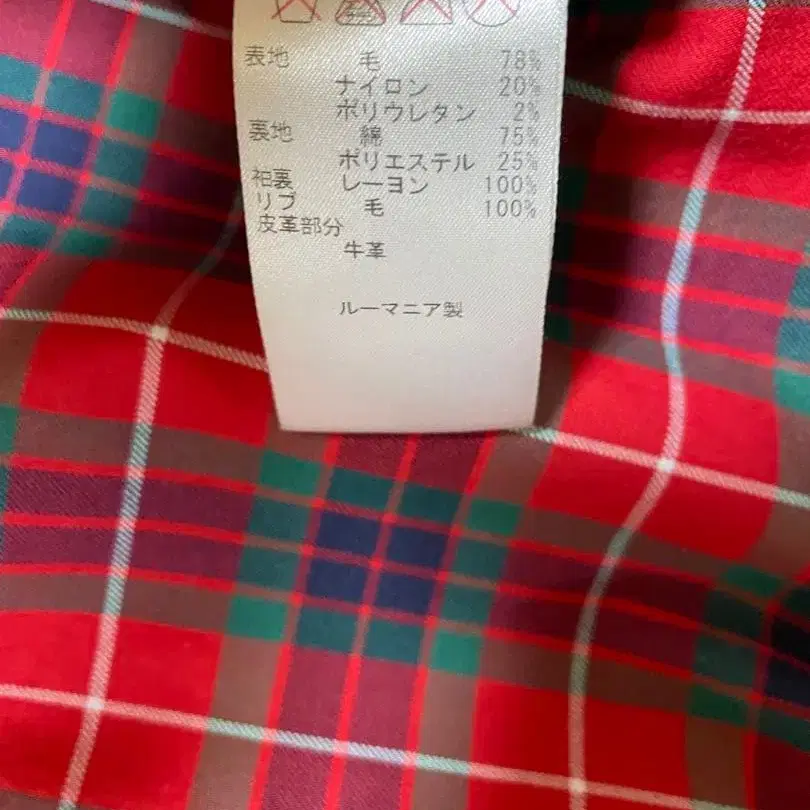 表地 毛 78%
ナイロン 20%
ポリウレタン 2%
裏地 綿 75%
ポリエステル 25%
袖裏 レーヨン 100%
リブ 毛 100%
皮革部分
牛革
ルーマニア製